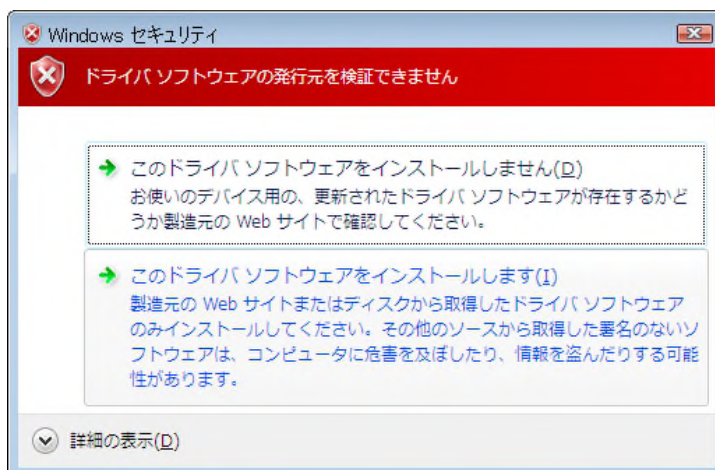 Windows セキュリティ
ドライバ ソフトウェアの発行元を検証できません
このドライバ ソフトウェアをインストールしません(D)
お使いのデバイス用の、更新されたドライバ ソフトウェアが存在するかど
うか製造元の Web サイトで確認してください。
このドライバ ソフトウェアをインストールします(I)
製造元の Web サイトまたはディスクから取得したドライバ ソフトウェア
のみインストールしてください。その他のソースから取得した署名のないソ
フトウェアは、コンピュータに危害を及ぼしたり、情報を盗んだりする可能
性があります。
詳細の表示(D)